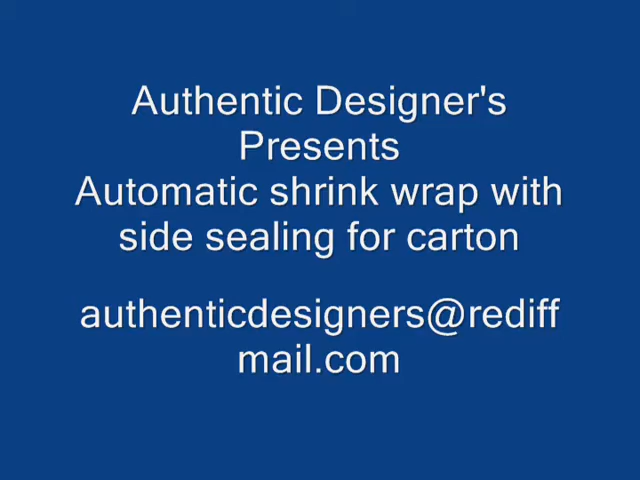 Authentic Designer's
Presents
Automatic shrink wrap with
side sealing for carton
authenticdesigners@rediff
mail.com